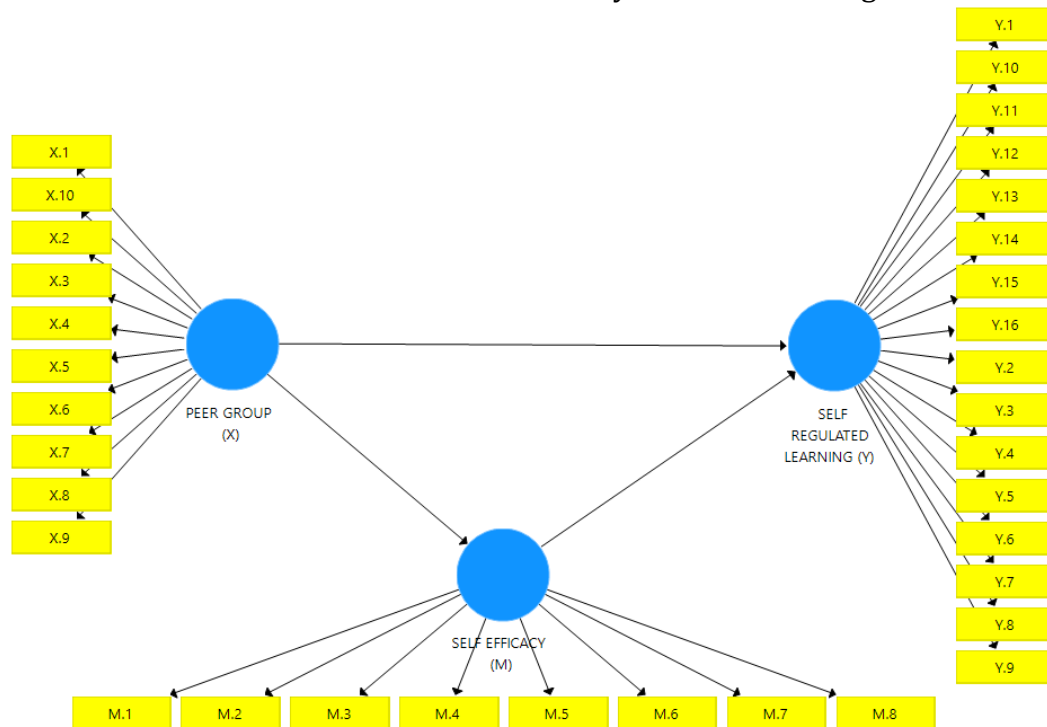 Y.1
Y.10
Y.11
Y.12
Y.13
Y.14
Y.15
Y.16
Y.2
Y.3
Y.4
Y.5
Y.6
Y.7
Y.8
Y.9
X.1
X.10
X.2
X.3
X.4
X.5
X.6
X.7
X.8
X.9
PEER GROUP
(X)
SELF
REGULATED
LEARNING (Y)
SELF EFFICACY
(M)
M.1
M.2
M.3
M.4
M.5
M.6
M.7
M.8